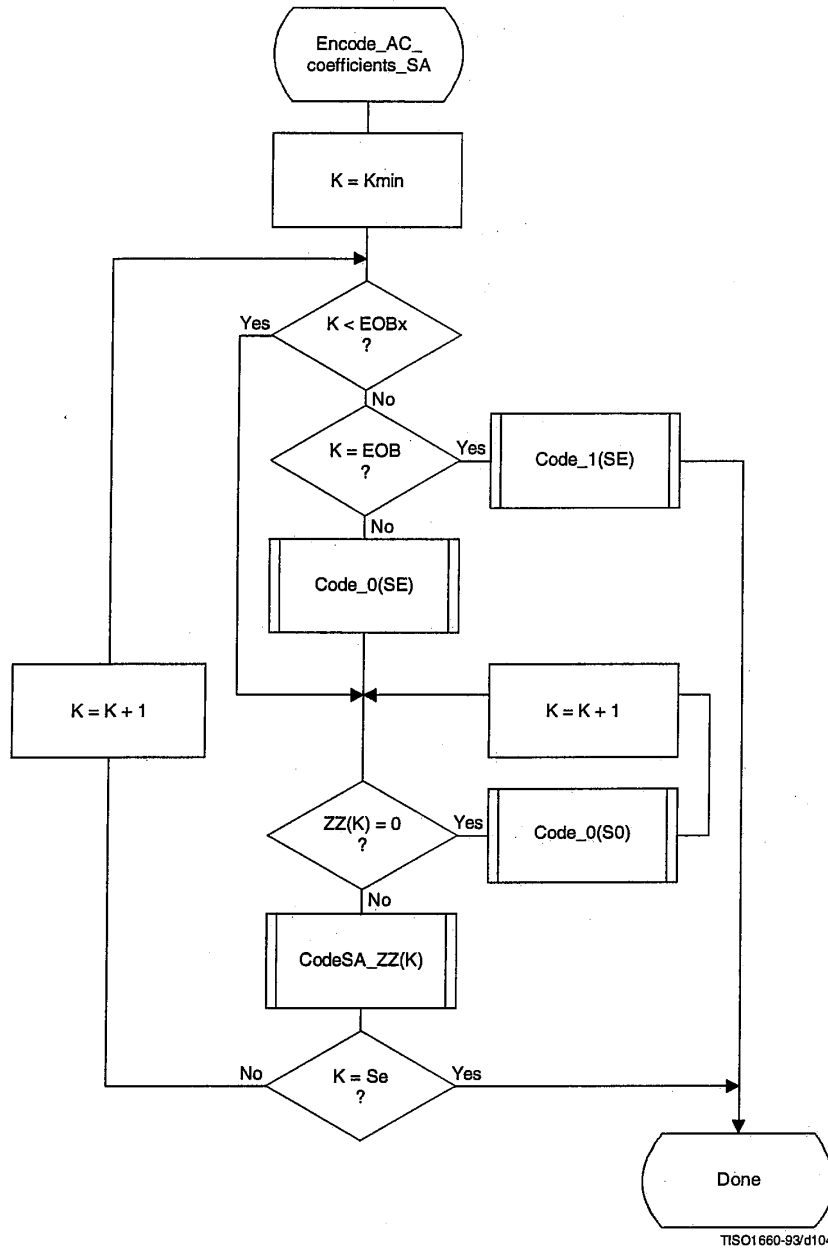 Encode_AC_
coefficients_SA
K = Kmin
Yes
K < EOBx
?
No
K = EOB
?
Yes
Code_1(SE)
No
Code_0(SE)
K = K + 1
K = K + 1
ZZ(K) = 0
?
Yes
Code_0(S0)
No
CodeSA_ZZ(K)
No
K = Se
?
Yes
Done
TISO1660-93/d104